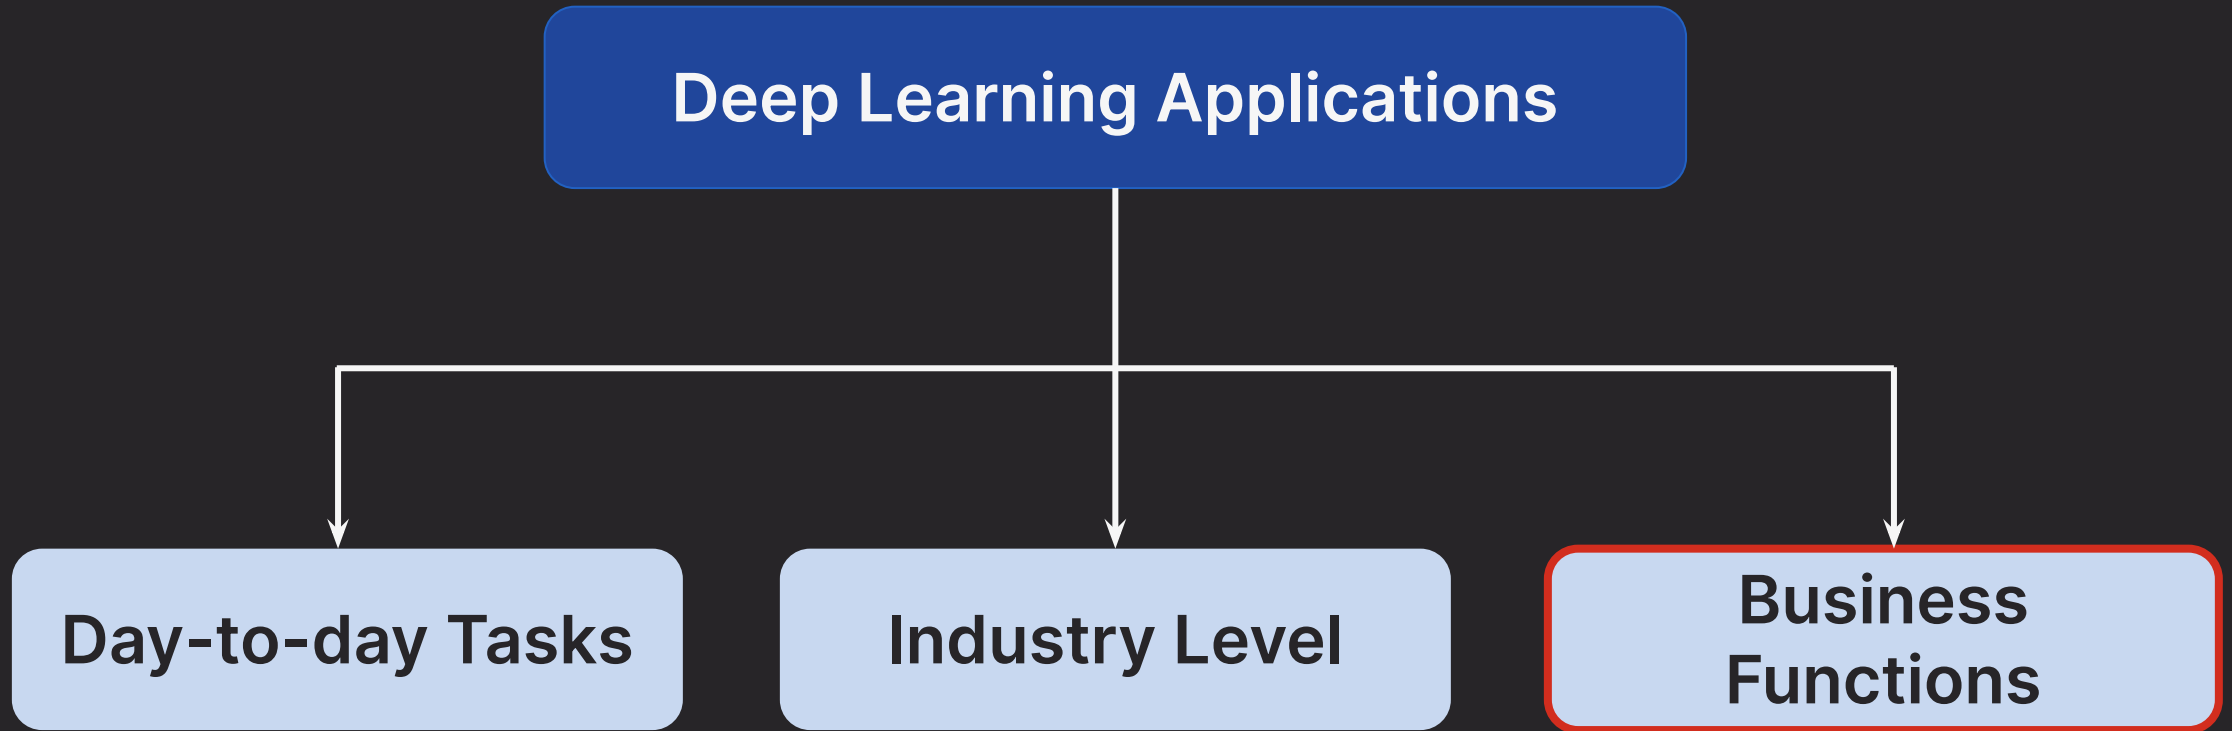 Deep Learning Applications
Day-to-day Tasks
Industry Level
Business
Functions